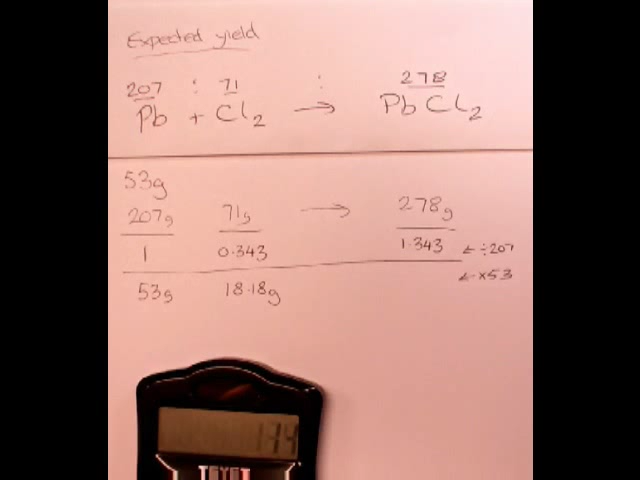 Expected yield
207 : 71 : 278
Pb + Cl₂ → PbCl₂
53g
207g 71g → 278g
1 0.343 1.343 ← ÷207
← ×53
53g 18.18g